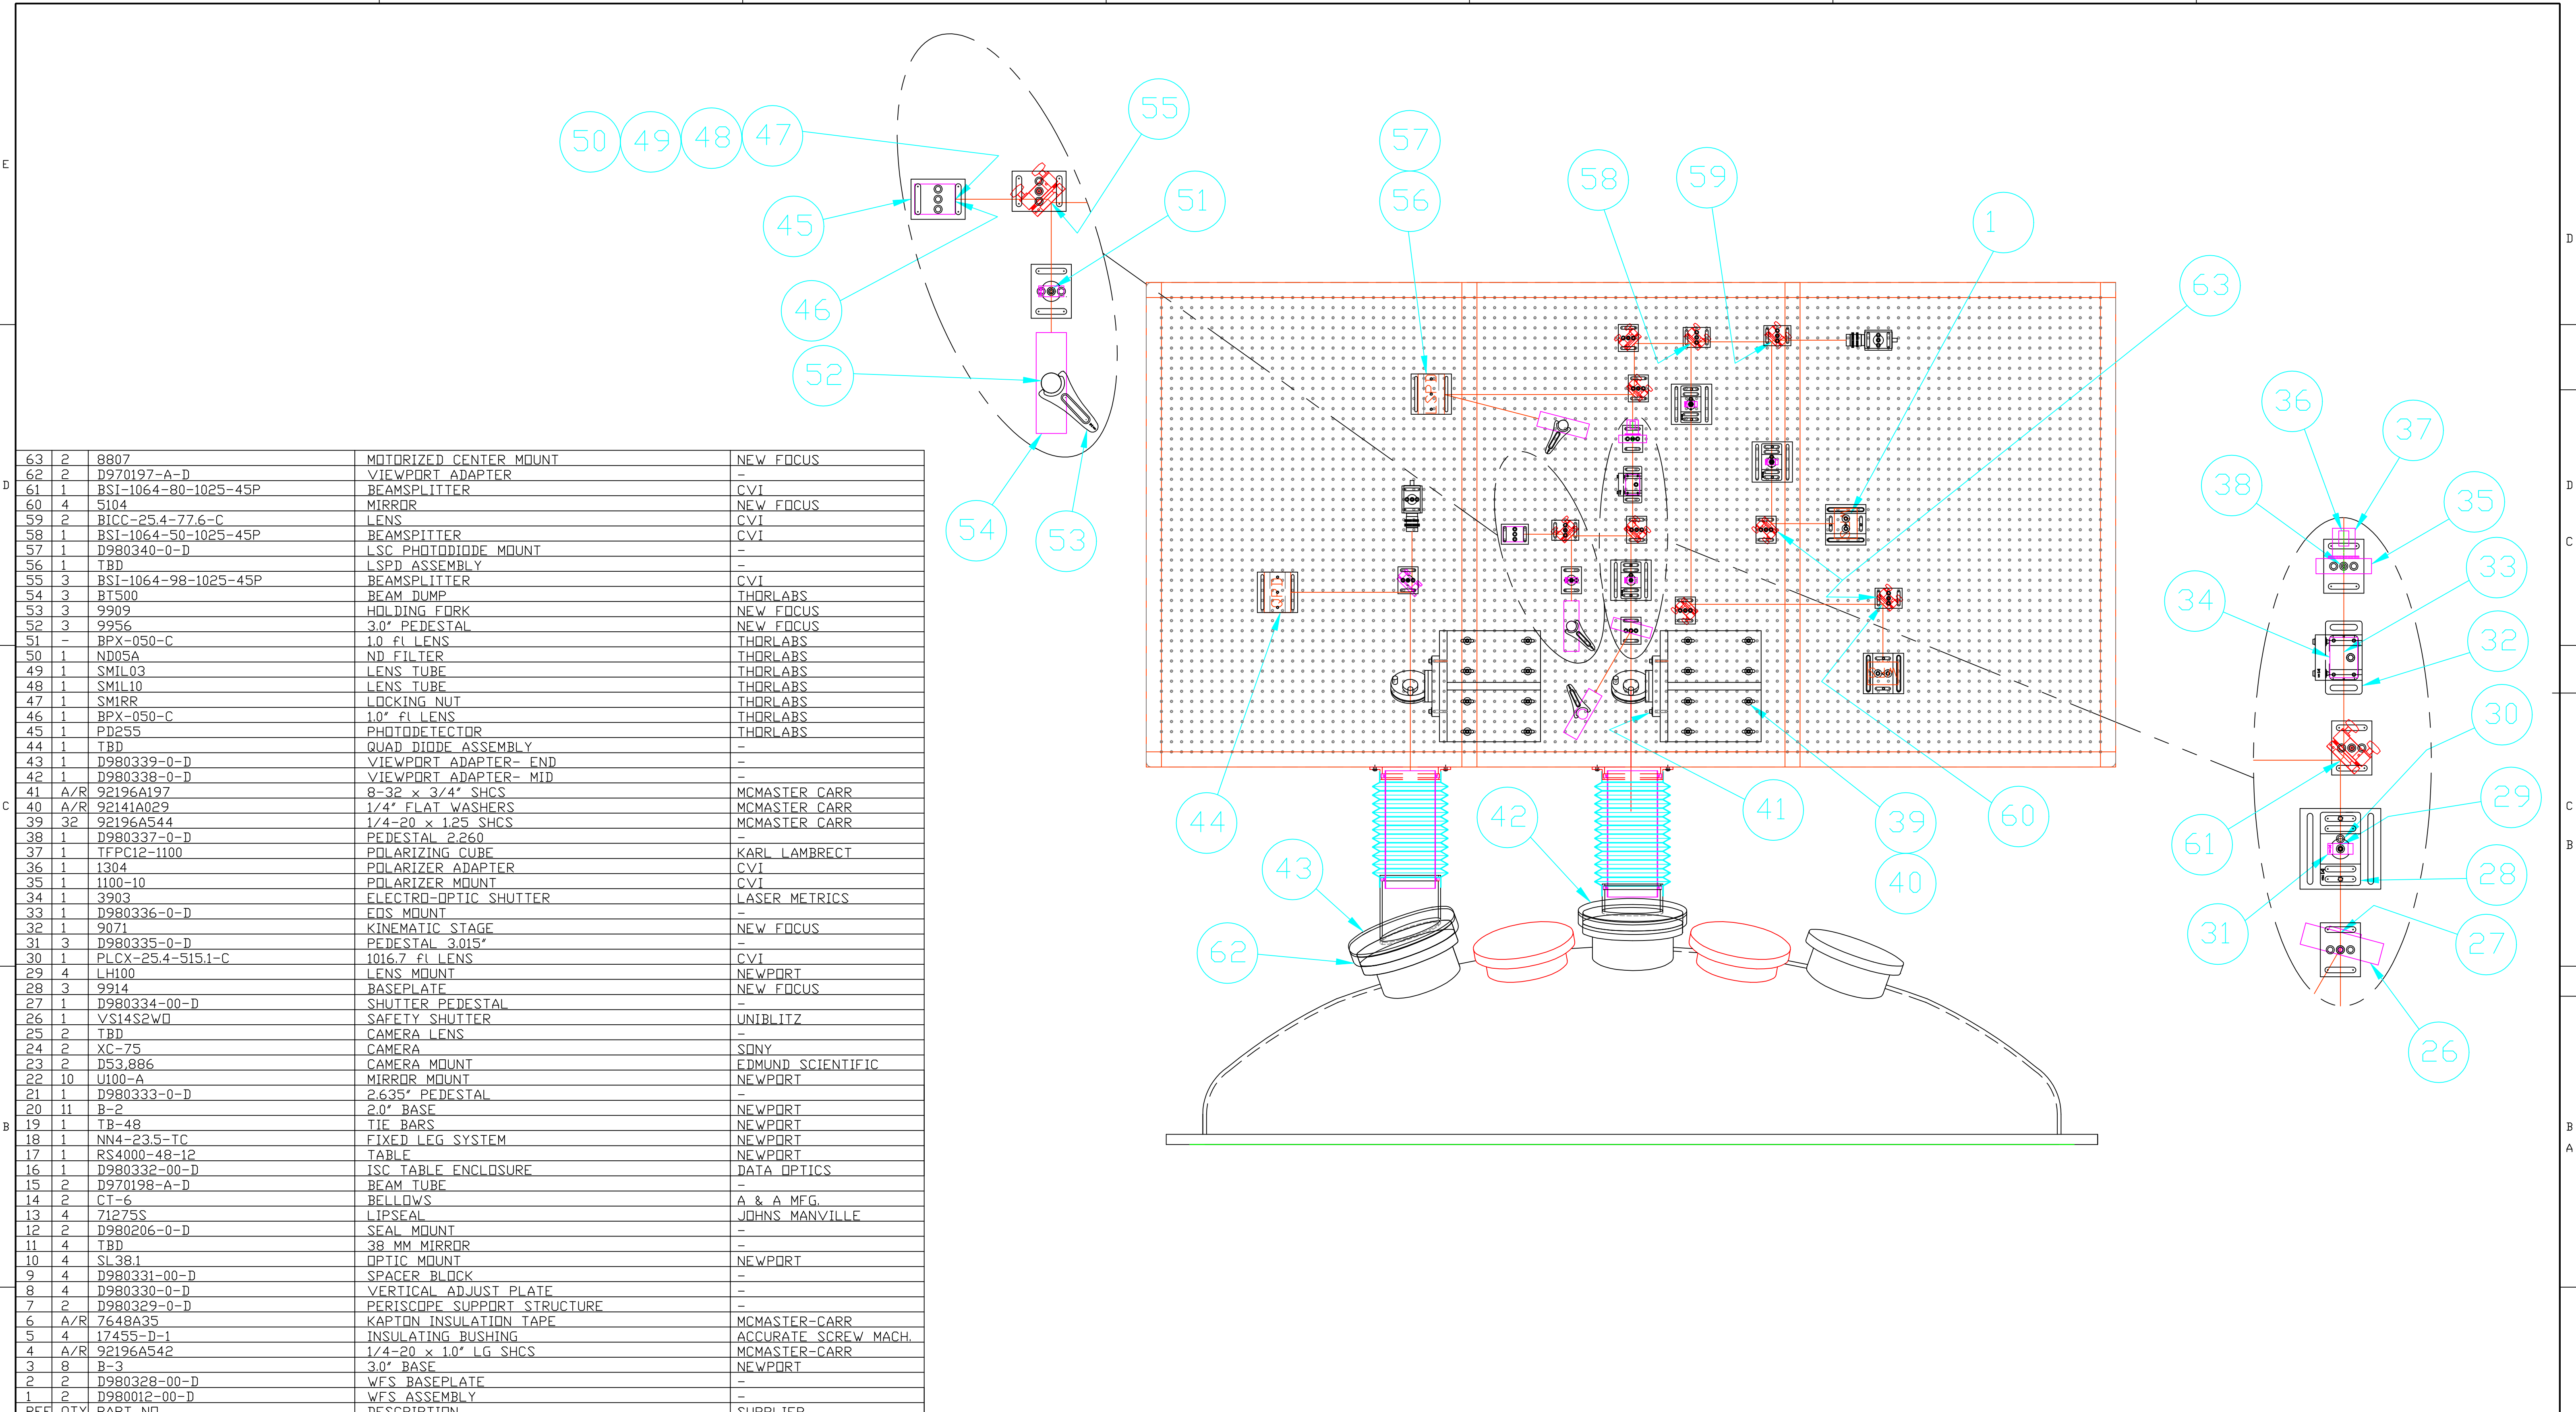 50 49 48 47
55
57
56
58 59
1
45
51
46
63
52
36
37
38
35
54
53
33
34
32
30
29
61
28
44
42
41
39
60
43
40
31
27
62
26
E
D
C
B
D
D
C
C
B
B
A
63 2 8807 MOTORIZED CENTER MOUNT NEW FOCUS
62 2 D970197-A-D VIEWPORT ADAPTER -
61 1 BSI-1064-80-1025-45P BEAMSPLITTER CVI
60 4 5104 MIRROR NEW FOCUS
59 2 BICC-25.4-77.6-C LENS CVI
58 1 BSI-1064-50-1025-45P BEAMSPITTER CVI
57 1 D980340-0-D LSC PHOTODIODE MOUNT -
56 1 TBD LSPD ASSEMBLY -
55 3 BSI-1064-98-1025-45P BEAMSPLITTER CVI
54 3 BT500 BEAM DUMP THORLABS
53 3 9909 HOLDING FORK NEW FOCUS
52 3 9956 3.0" PEDESTAL NEW FOCUS
51 - BPX-050-C 1.0 fl LENS THORLABS
50 1 ND05A ND FILTER THORLABS
49 1 SMIL03 LENS TUBE THORLABS
48 1 SM1L10 LENS TUBE THORLABS
47 1 SM1RR LOCKING NUT THORLABS
46 1 BPX-050-C 1.0" fl LENS THORLABS
45 1 PD255 PHOTODETECTOR THORLABS
44 1 TBD QUAD DIODE ASSEMBLY -
43 1 D980339-0-D VIEWPORT ADAPTER- END -
42 1 D980338-0-D VIEWPORT ADAPTER- MID -
41 A/R 92196A197 8-32 x 3/4" SHCS MCMASTER CARR
40 A/R 92141A029 1/4" FLAT WASHERS MCMASTER CARR
39 32 92196A544 1/4-20 x 1.25 SHCS MCMASTER CARR
38 1 D980337-0-D PEDESTAL 2.260 -
37 1 TFPC12-1100 POLARIZING CUBE KARL LAMBRECT
36 1 1304 POLARIZER ADAPTER CVI
35 1 1100-10 POLARIZER MOUNT CVI
34 1 3903 ELECTRO-OPTIC SHUTTER LASER METRICS
33 1 D980336-0-D EOS MOUNT -
32 1 9071 KINEMATIC STAGE NEW FOCUS
31 3 D980335-0-D PEDESTAL 3.015" -
30 1 PLCX-25.4-515.1-C 1016.7 fl LENS CVI
29 4 LH100 LENS MOUNT NEWPORT
28 3 9914 BASEPLATE NEW FOCUS
27 1 D980334-00-D SHUTTER PEDESTAL -
26 1 VS14S2WO SAFETY SHUTTER UNIBLITZ
25 2 TBD CAMERA LENS -
24 2 XC-75 CAMERA SONY
23 2 D53,886 CAMERA MOUNT EDMUND SCIENTIFIC
22 10 U100-A MIRROR MOUNT NEWPORT
21 1 D980333-0-D 2.635" PEDESTAL -
20 11 B-2 2.0" BASE NEWPORT
19 1 TB-48 TIE BARS NEWPORT
18 1 NN4-23.5-TC FIXED LEG SYSTEM NEWPORT
17 1 RS4000-48-12 TABLE NEWPORT
16 1 D980332-00-D ISC TABLE ENCLOSURE DATA OPTICS
15 2 D970198-A-D BEAM TUBE -
14 2 CT-6 BELLOWS A & A MFG.
13 4 71275S LIPSEAL JOHNS MANVILLE
12 2 D980206-0-D SEAL MOUNT -
11 4 TBD 38 MM MIRROR -
10 4 SL38.1 OPTIC MOUNT NEWPORT
9 4 D980331-00-D SPACER BLOCK -
8 4 D980330-0-D VERTICAL ADJUST PLATE -
7 2 D980329-0-D PERISCOPE SUPPORT STRUCTURE -
6 A/R 7648A35 KAPTON INSULATION TAPE MCMASTER-CARR
5 4 17455-D-1 INSULATING BUSHING ACCURATE SCREW MACH.
4 A/R 92196A542 1/4-20 x 1.0" LG SHCS MCMASTER-CARR
3 8 B-3 3.0" BASE NEWPORT
2 2 D980328-00-D WFS BASEPLATE -
1 2 D980012-00-D WFS ASSEMBLY -
REF QTY PART NO DESCRIPTION SUPPLIER